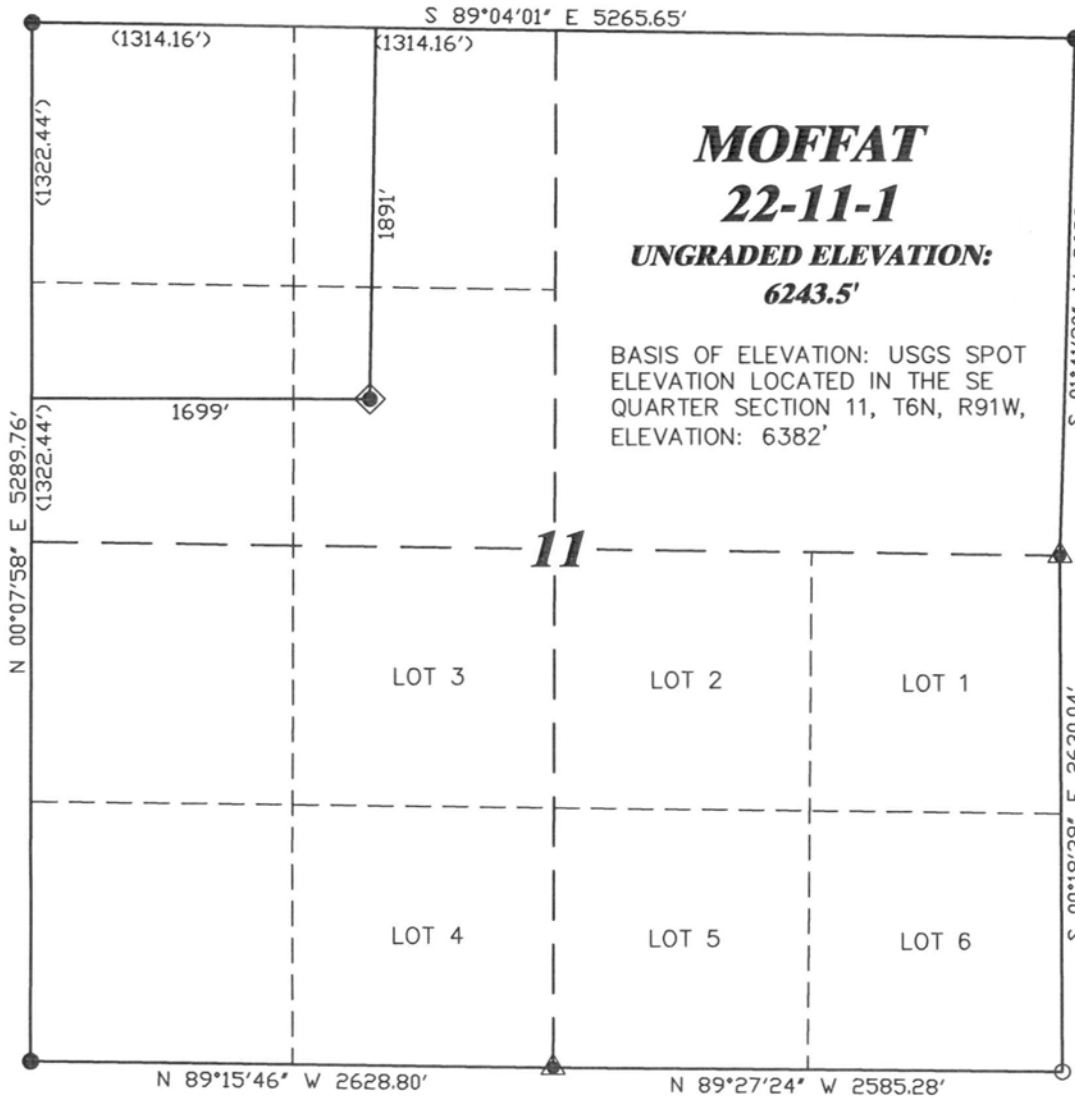 S 89°04'01" E 5265.65'
(1314.16')
(1314.16')
(1322.44')
1891'
MOFFAT
22-11-1
UNGRADED ELEVATION:
6243.5'
BASIS OF ELEVATION: USGS SPOT
ELEVATION LOCATED IN THE SE
QUARTER SECTION 11, T6N, R91W,
ELEVATION: 6382'
1699'
(1322.44')
N 00°07'58" E 5289.76'
11
LOT 3
LOT 2
LOT 1
LOT 4
LOT 5
LOT 6
N 89°15'46" W 2628.80'
N 89°27'24" W 2585.28'